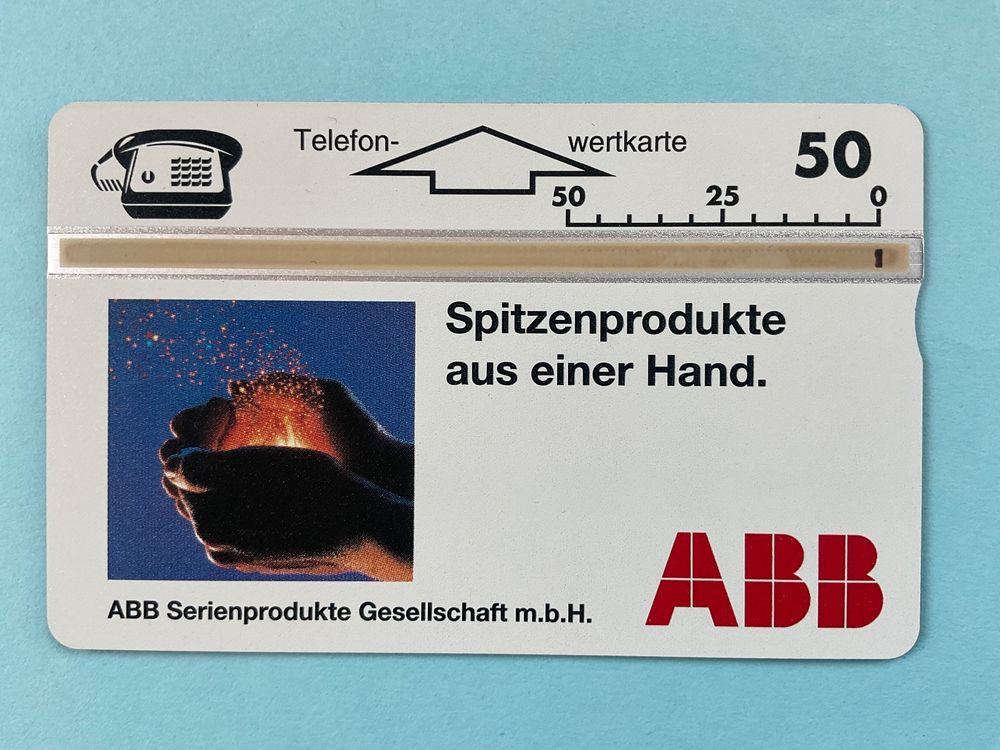 Telefon- wertkarte 50
50 25 0
Spitzenprodukte
aus einer Hand.
ABB
ABB Serienprodukte Gesellschaft m.b.H.